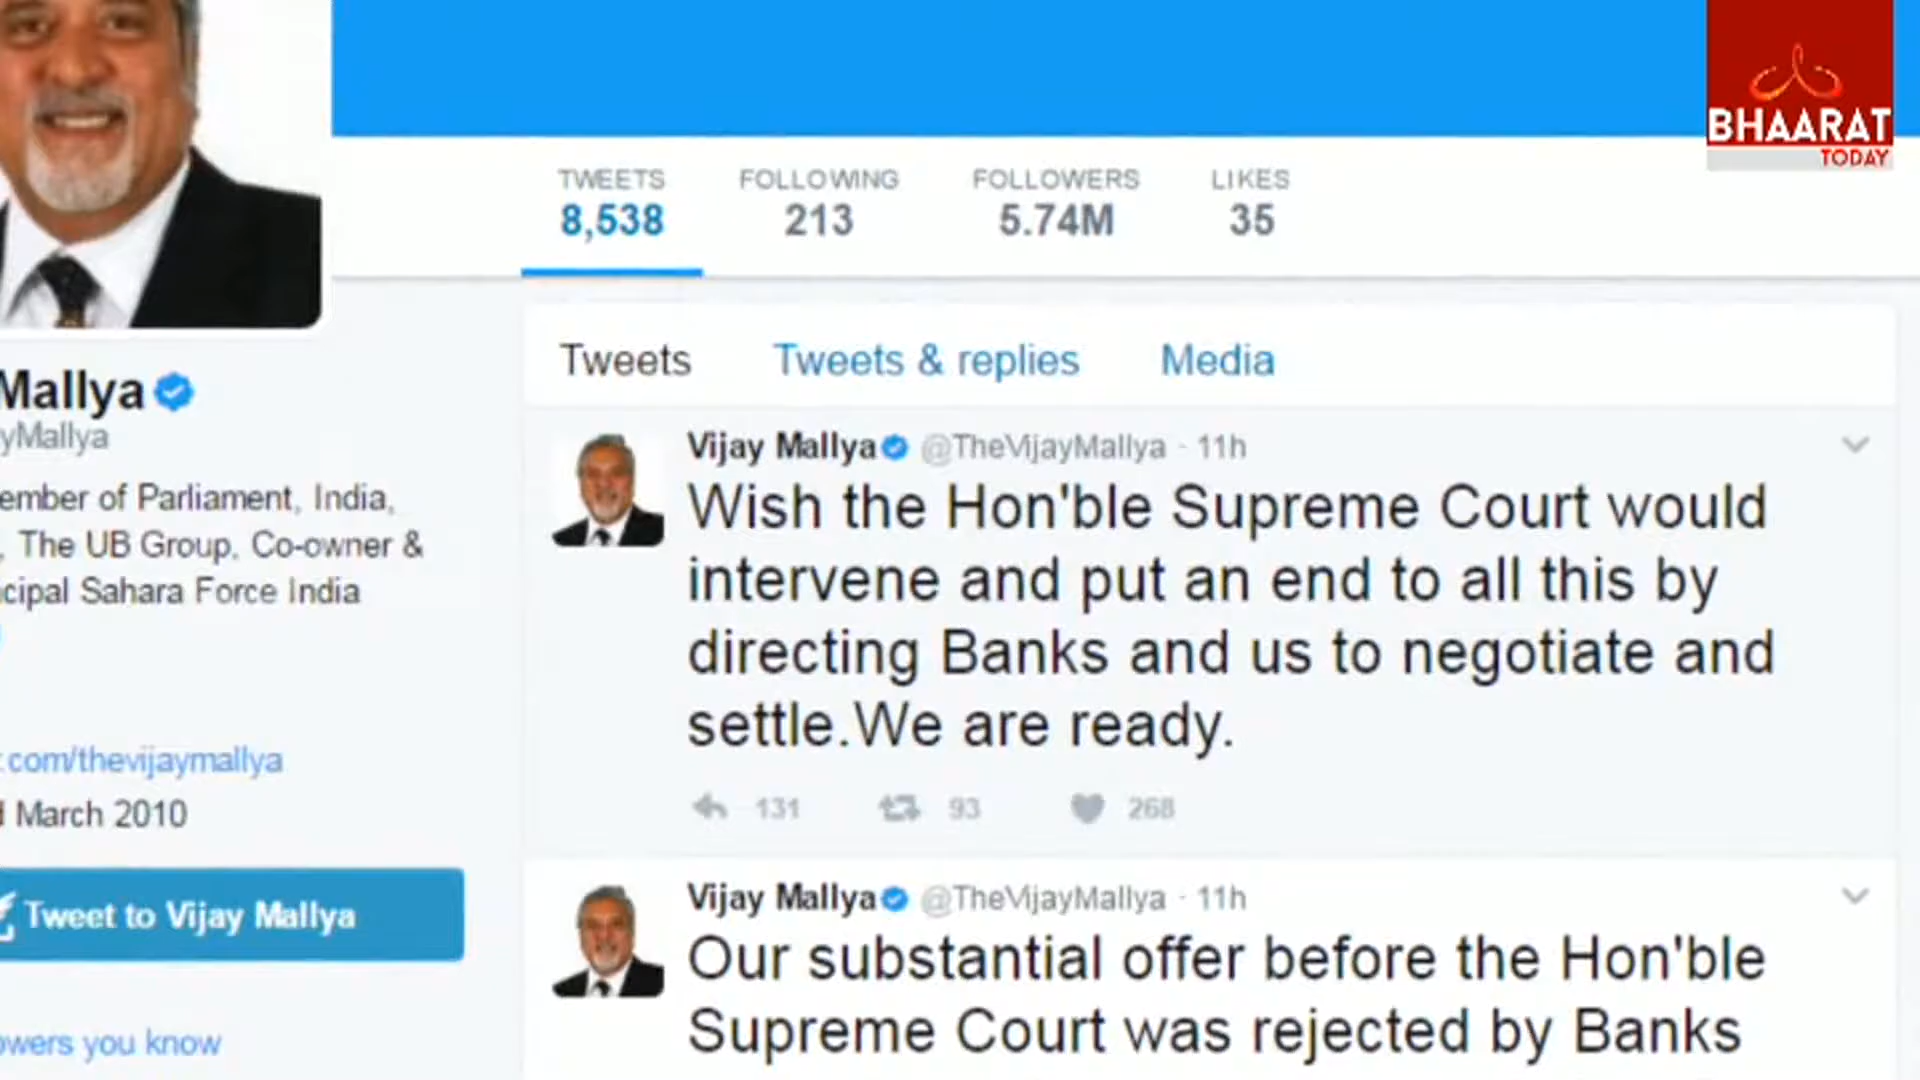 BHAARAT
TODAY
TWEETS FOLLOWING FOLLOWERS LIKES
8,538 213 5.74M 35
Tweets Tweets & replies Media
Mallya
yMallya
ember of Parliament, India,
, The UB Group, Co-owner &
cipal Sahara Force India
.com/thevijaymallya
d March 2010
Tweet to Vijay Mallya
owers you know
Vijay Mallya @TheVijayMallya · 11h
Wish the Hon'ble Supreme Court would
intervene and put an end to all this by
directing Banks and us to negotiate and
settle.We are ready.
131 93 268
Vijay Mallya @TheVijayMallya · 11h
Our substantial offer before the Hon'ble
Supreme Court was rejected by Banks